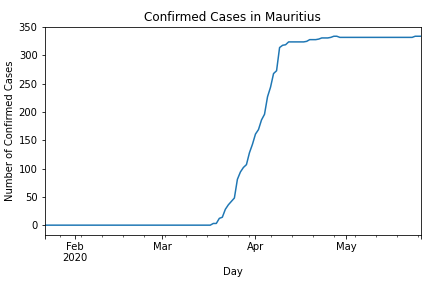 Confirmed Cases in Mauritius
Number of Confirmed Cases
350
300
250
200
150
100
50
0
Feb
2020
Mar
Apr
May
Day